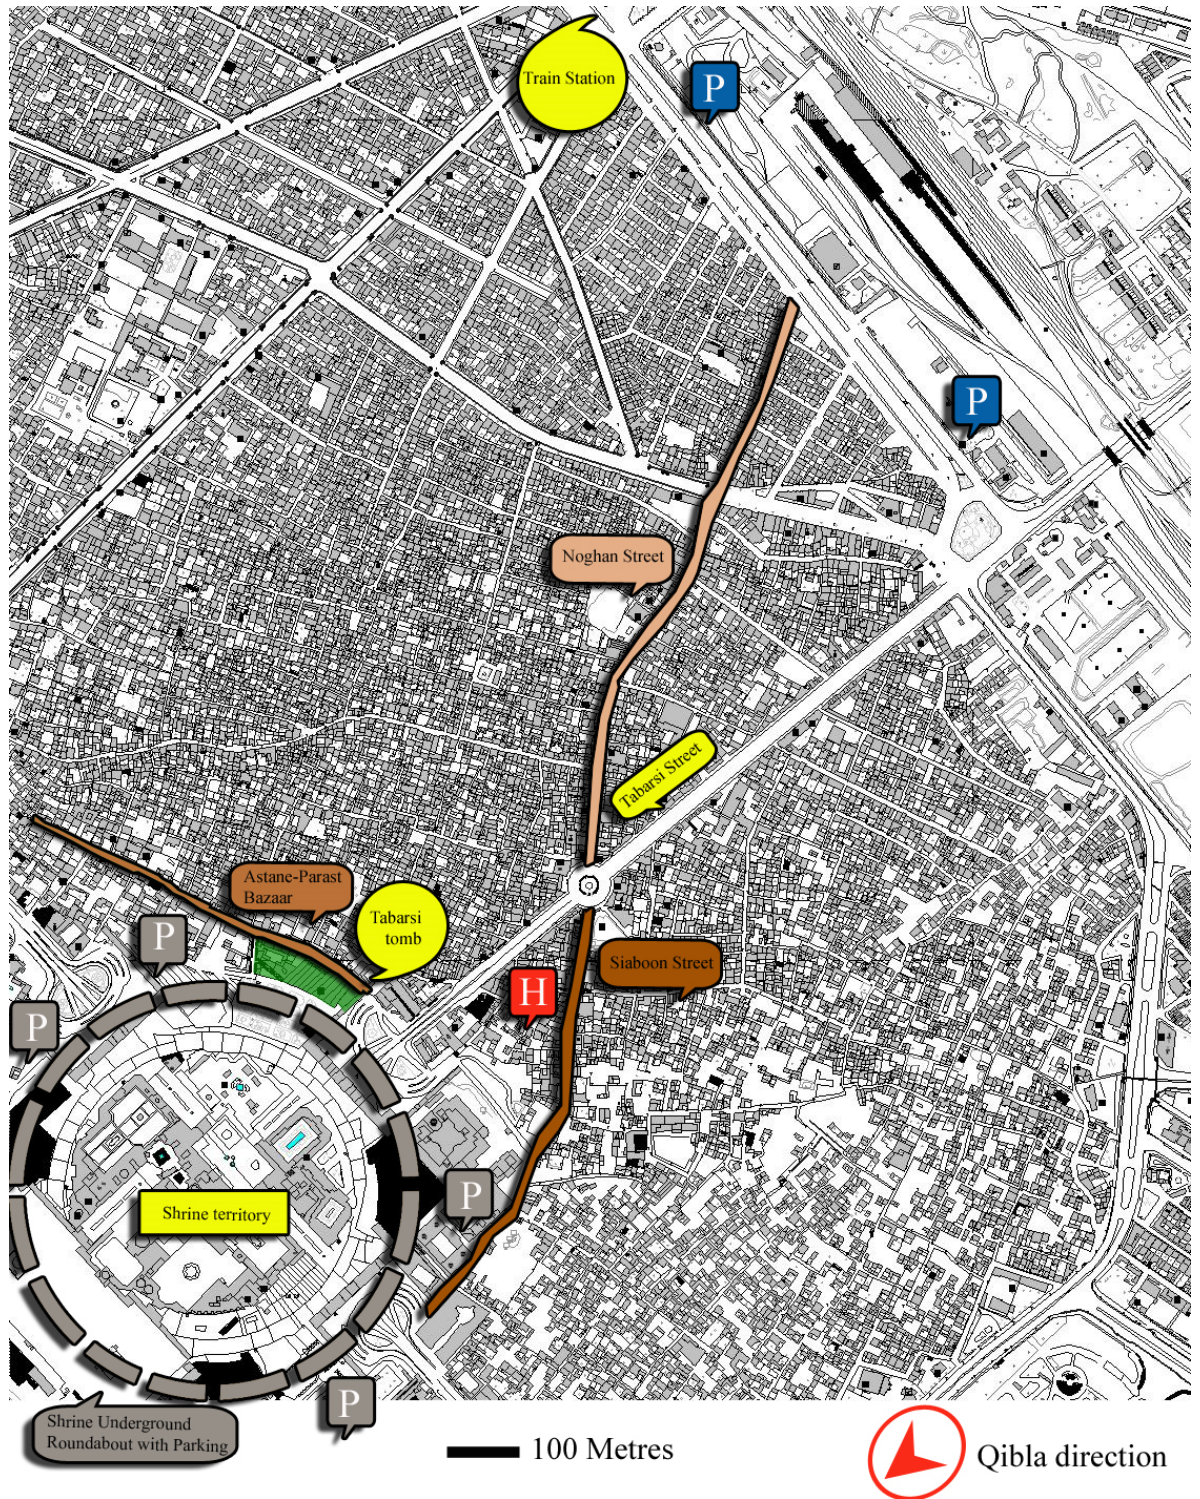 Train Station
P
P
Noghan Street
Tabarsi Street
Astane-Parast
Bazaar
Tabarsi
tomb
P
Siaboon Street
H
P
P
Shrine territory
P
Shrine Underground
Roundabout with Parking
100 Metres
Qibla direction